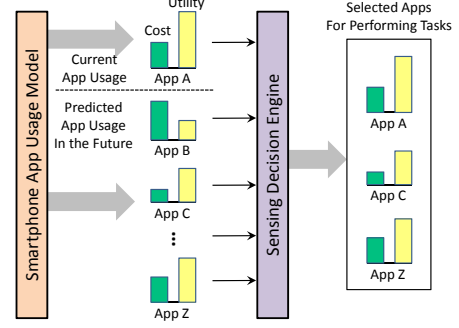 Utility
Selected Apps
For Performing Tasks
Cost
Current
App Usage
App A
Predicted
App Usage
In the Future
App B
App C
...
App Z
Smartphone App Usage Model
Sensing Decision Engine
App A
App C
App Z